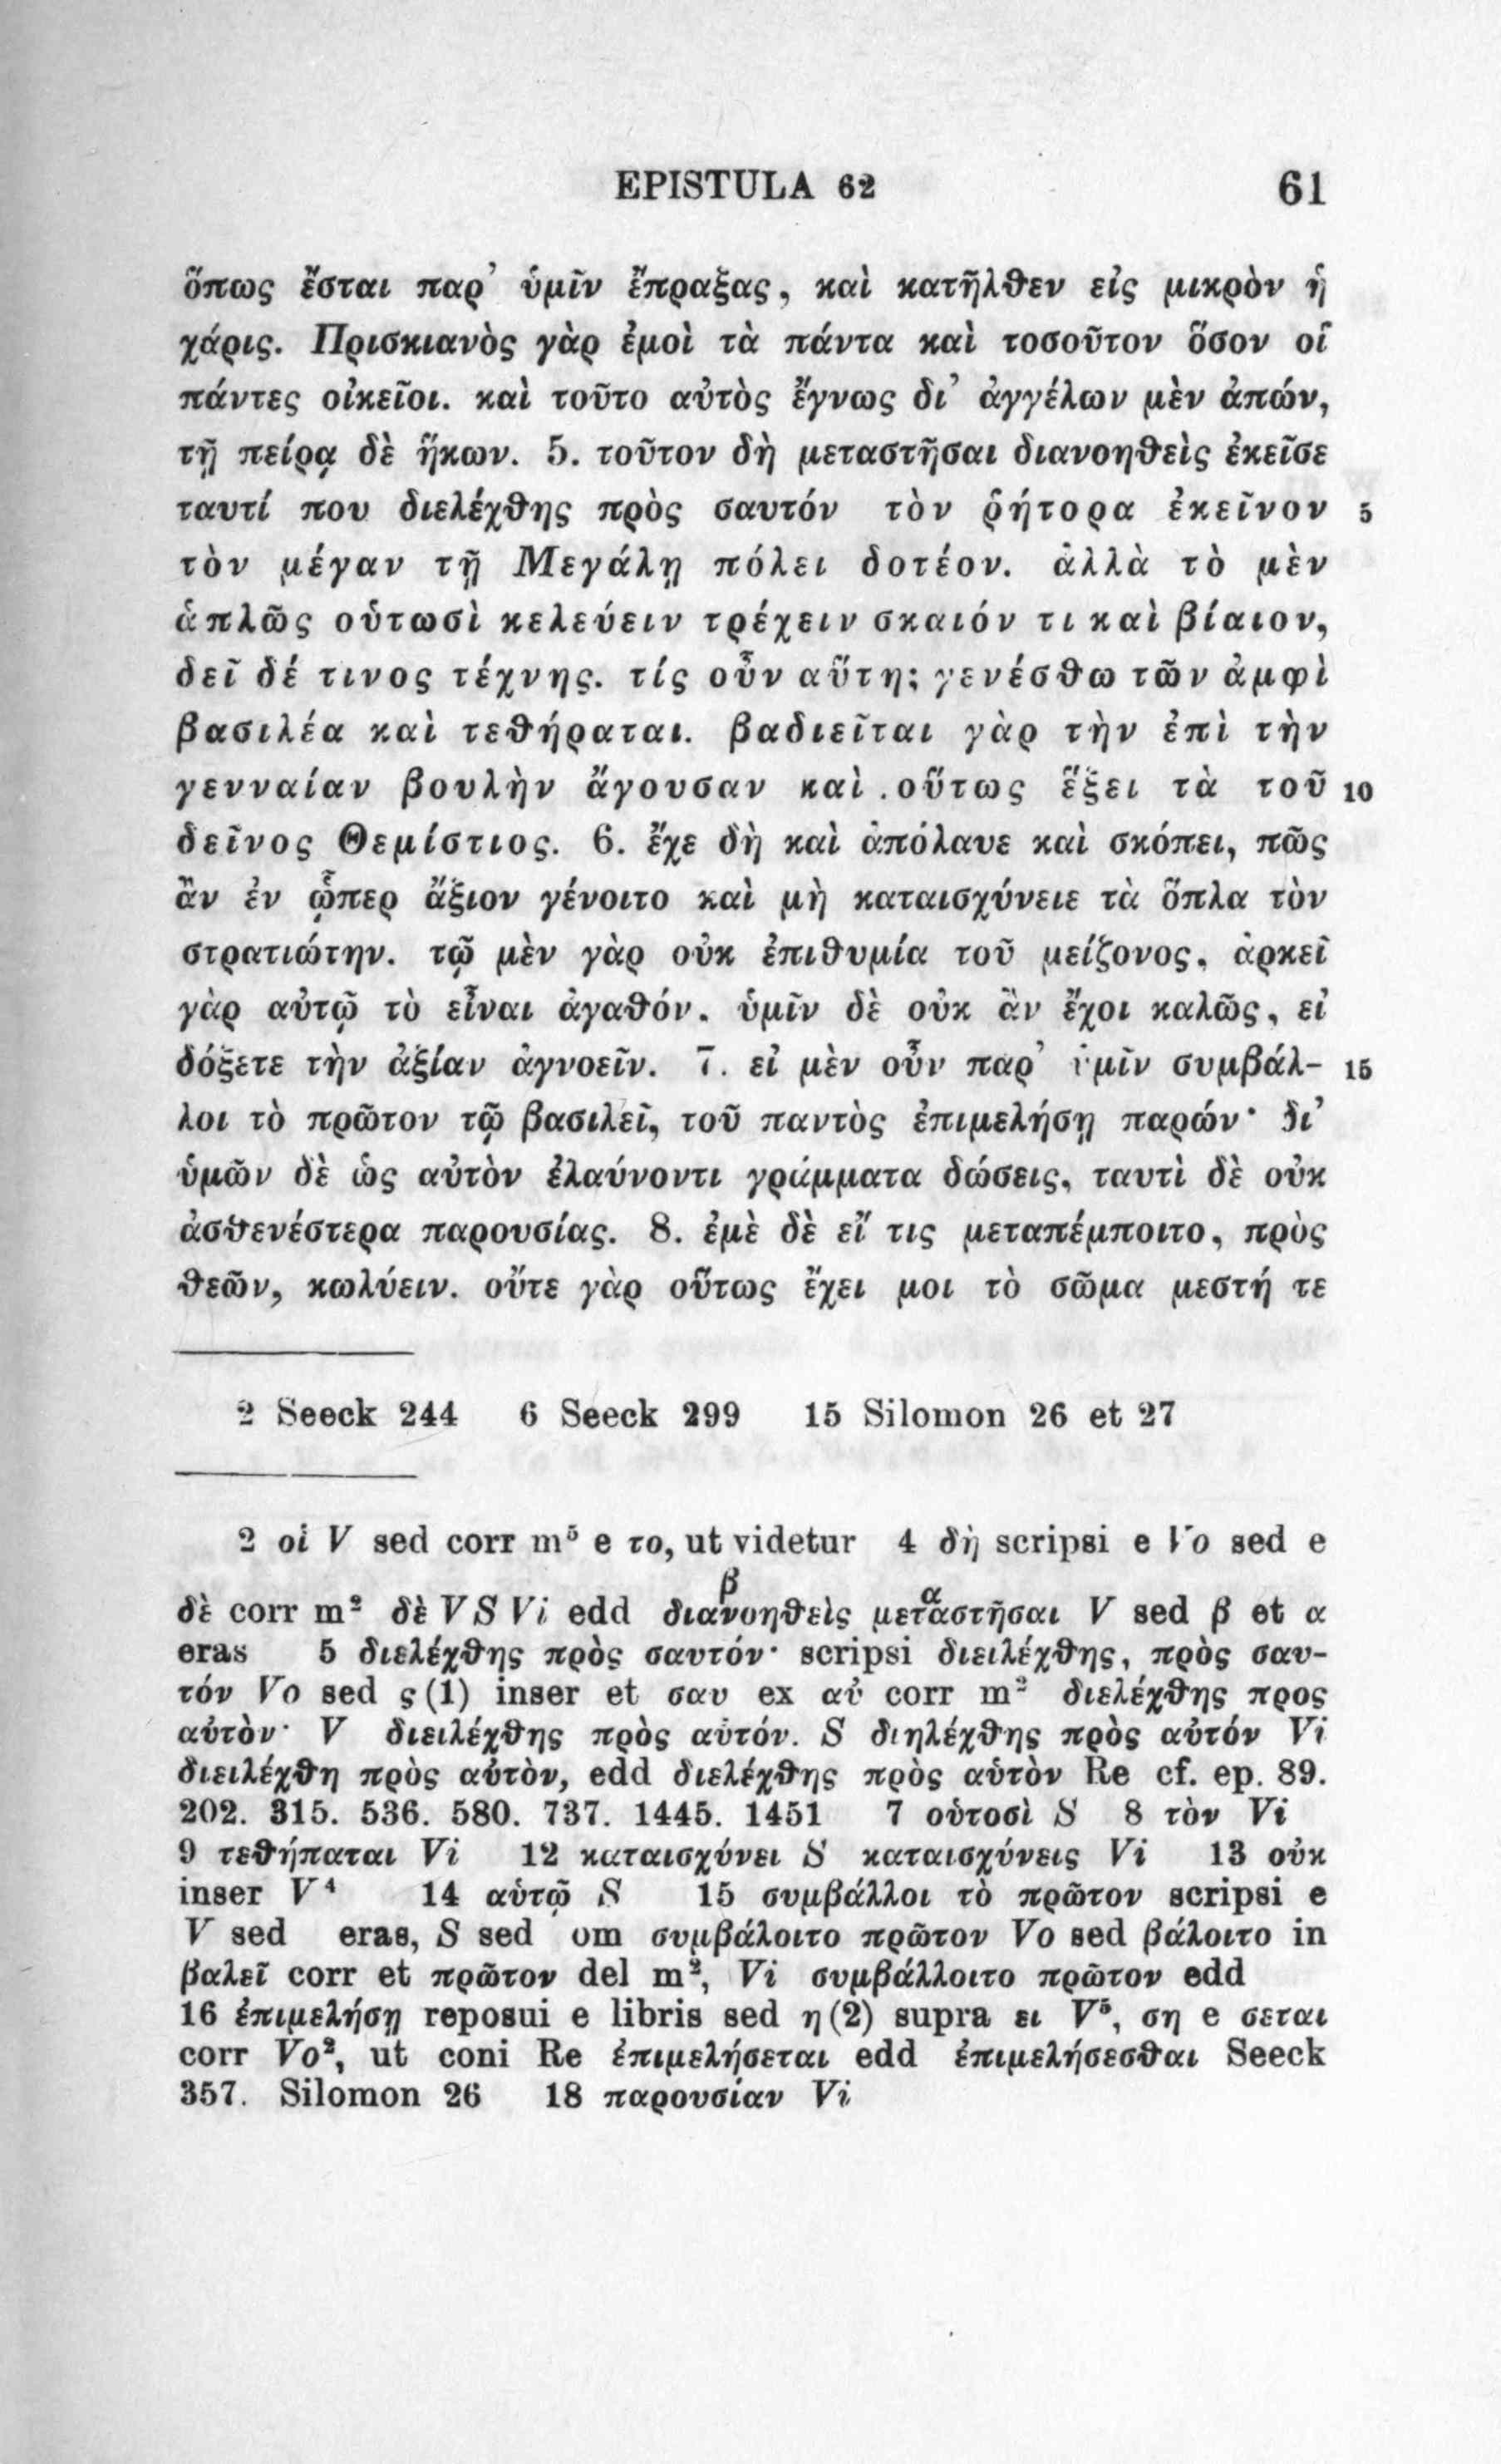 EPISTULA 62 61
ὅπως ἔσται παρ’ ὑμῖν ἔπραξας, καὶ κατῆλθεν εἰς μικρὸν ἡ
χάρις. Πρισκιανὸς γὰρ ἐμοὶ τὰ πάντα καὶ τοσοῦτον ὅσον οἱ
πάντες οἰκεῖοι. καὶ τοῦτο αὐτὸς ἔγνως δι’ ἀγγέλων μὲν ἀπών,
τῇ πείρᾳ δὲ ἥκων. 5. τοῦτον δὴ μεταστῆσαι διανοηθεὶς ἐκεῖσε
ταυτί που διελέχθης πρὸς σαυτόν τὸν ῥήτορα ἐκεῖνον 5
τὸν μέγαν τῇ Μεγάλῃ πόλει δοτέον. ἀλλὰ τὸ μὲν
ἁπλῶς οὑτωσὶ κελεύειν τρέχειν σκαιόν τι καὶ βίαιον,
δεῖ δέ τινος τέχνης. τίς οὖν αὕτη; γενέσθω τῶν ἀμφὶ
βασιλέα καὶ τεθήραται. βαδιεῖται γὰρ τὴν ἐπὶ τὴν
γενναίαν βουλὴν ἄγουσαν καὶ οὕτως ἕξει τὰ τοῦ 10
δεῖνος Θεμίστιος. 6. ἔχε δὴ καὶ ἀπόλαυε καὶ σκόπει, πῶς
ἂν ἐν ᾧπερ ἄξιον γένοιτο καὶ μὴ καταισχύνειε τὰ ὅπλα τὸν
στρατιώτην. τῷ μὲν γὰρ οὐκ ἐπιθυμία τοῦ μείζονος, ἀρκεῖ
γὰρ αὐτῷ τὸ εἶναι ἀγαθόν, ὑμῖν δὲ οὐκ ἂν ἔχοι καλῶς, εἰ
δόξετε τὴν ἀξίαν ἀγνοεῖν. 7. εἰ μὲν οὖν παρ’ ὑμῖν συμβάλ- 15
λοι τὸ πρῶτον τῷ βασιλεῖ, τοῦ παντὸς ἐπιμελήσῃ παρών· δι’
ὑμῶν δὲ ὡς αὐτὸν ἐλαύνοντι γράμματα δώσεις, ταυτὶ δὲ οὐκ
ἀσθενέστερα παρουσίας. 8. ἐμὲ δὲ εἴ τις μεταπέμποιτο, πρὸς
θεῶν, κωλύειν. οὔτε γὰρ οὕτως ἔχει μοι τὸ σῶμα μεστή τε
2 Seeck 244 6 Seeck 299 15 Silomon 26 et 27
2 οἱ V sed corr m⁵ e το, ut videtur 4 δὴ scripsi e Vo sed e
β α
δὲ corr m² δὲ V S Vi edd διανοηθεὶς μεταστῆσαι V sed β et α
eras 5 διελέχθης πρὸς σαυτόν· scripsi διειλέχθης, πρὸς σαυ-
τόν Vo sed ς (1) inser et σαυ ex αὐ corr m² διελέχθης προς
αὐτὸν· V διειλέχθης πρὸς αὐτόν. S διηλέχθης πρὸς αὐτόν Vi
διειλέχθη πρὸς αὑτὸν, edd διελέχθης πρὸς αὑτὸν Re cf. ep. 89.
202. 315. 536. 580. 737. 1445. 1451 7 οὑτοσὶ S 8 τὸν Vi
9 τεθήπαται Vi 12 καταισχύνει S καταισχύνεις Vi 13 οὐκ
inser V⁴ 14 αὑτῷ S 15 συμβάλλοι τὸ πρῶτον scripsi e
V sed eras, S sed om συμβάλοιτο πρῶτον Vo sed βάλοιτο in
βαλεῖ corr et πρῶτον del m², Vi συμβάλλοιτο πρῶτον edd
16 ἐπιμελήσῃ reposui e libris sed η (2) supra ει V⁵, ση e σεται
corr Vo², ut coni Re ἐπιμελήσεται edd ἐπιμελήσεσθαι Seeck
357. Silomon 26 18 παρουσίαν Vi